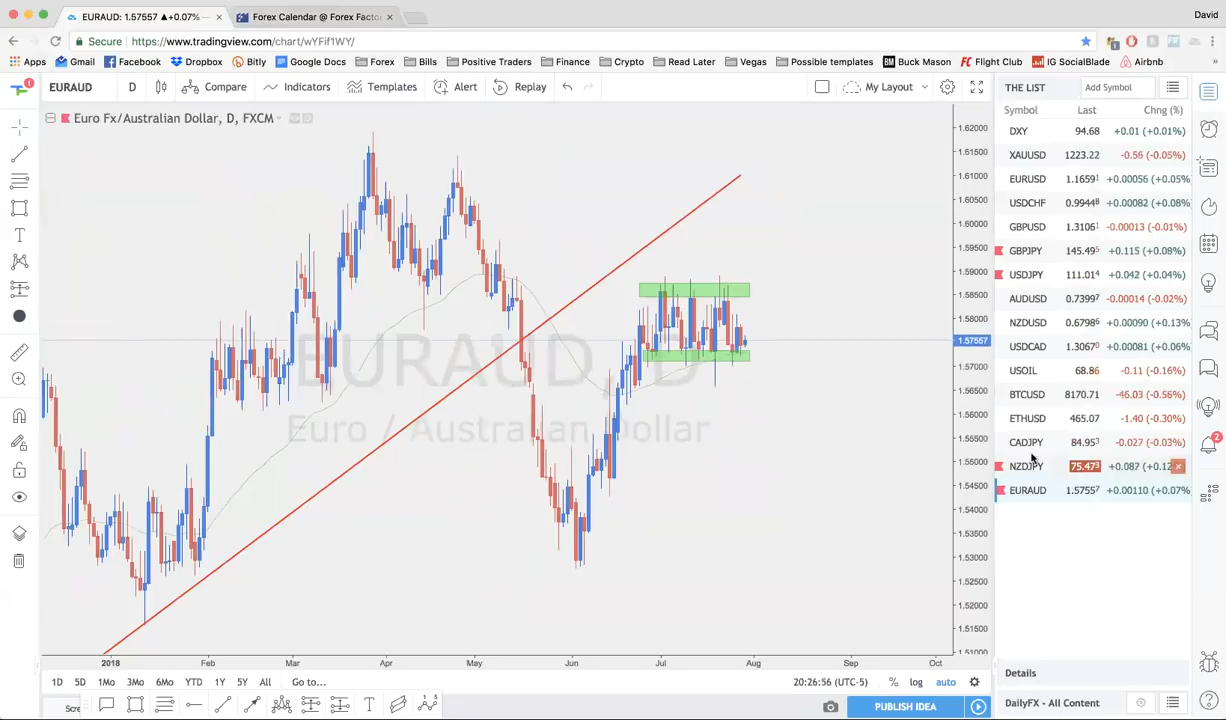 EURAUD: 1.57557 ▲+0.07% —
Forex Calendar @ Forex Facto
David
Secure
https://www.tradingview.com/chart/wYFif1WY/
Apps Gmail Facebook Dropbox Bitly Google Docs Forex Bills Positive Traders Finance Crypto Read Later Vegas Possible templates Buck Mason Flight Club IG SocialBlade Airbnb »
EURAUD D Compare Indicators Templates Alert Replay My Layout
THE LIST Add Symbol
Euro Fx/Australian Dollar, D, FXCM
Symbol Last Chng (%)
DXY 94.68 +0.01 (+0.01%)
XAUUSD 1223.22 -0.56 (-0.05%)
EURUSD 1.16591 +0.00056 (+0.05%
USDCHF 0.99448 +0.00082 (+0.08%
GBPUSD 1.31061 -0.00013 (-0.01%)
GBPJPY 145.495 +0.115 (+0.08%)
USDJPY 111.014 +0.042 (+0.04%)
AUDUSD 0.73997 -0.00014 (-0.02%)
NZDUSD 0.67986 +0.00090 (+0.13%
USDCAD 1.30670 +0.00081 (+0.06%
USOIL 68.86 -0.11 (-0.16%)
BTCUSD 8170.71 -46.03 (-0.56%)
ETHUSD 465.07 -1.40 (-0.30%)
CADJPY 84.953 -0.027 (-0.03%)
NZDJPY 75.473 +0.087 (+0.12
EURAUD 1.57557 +0.00110 (+0.07%
EURAUD, D
Euro / Australian Dollar
1.62000
1.61500
1.61000
1.60500
1.60000
1.59500
1.59000
1.58500
1.58000
1.57557
1.57000
1.56500
1.56000
1.55500
1.55000
1.54500
1.54000
1.53500
1.53000
1.52500
1.52000
1.51500
1.51000
2018 Feb Mar Apr May Jun Jul Aug Sep Oct
1D 5D 1Mo 3Mo 6Mo YTD 1Y 5Y All Go to...
20:26:56 (UTC-5) % log auto
Details
PUBLISH IDEA
DailyFX - All Content